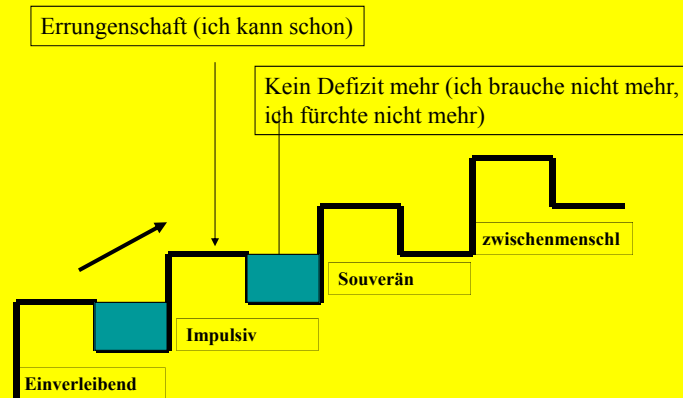 Errungenschaft (ich kann schon)
Kein Defizit mehr (ich brauche nicht mehr,
ich fürchte nicht mehr)
zwischenmenschl
Souverän
Impulsiv
Einverleibend